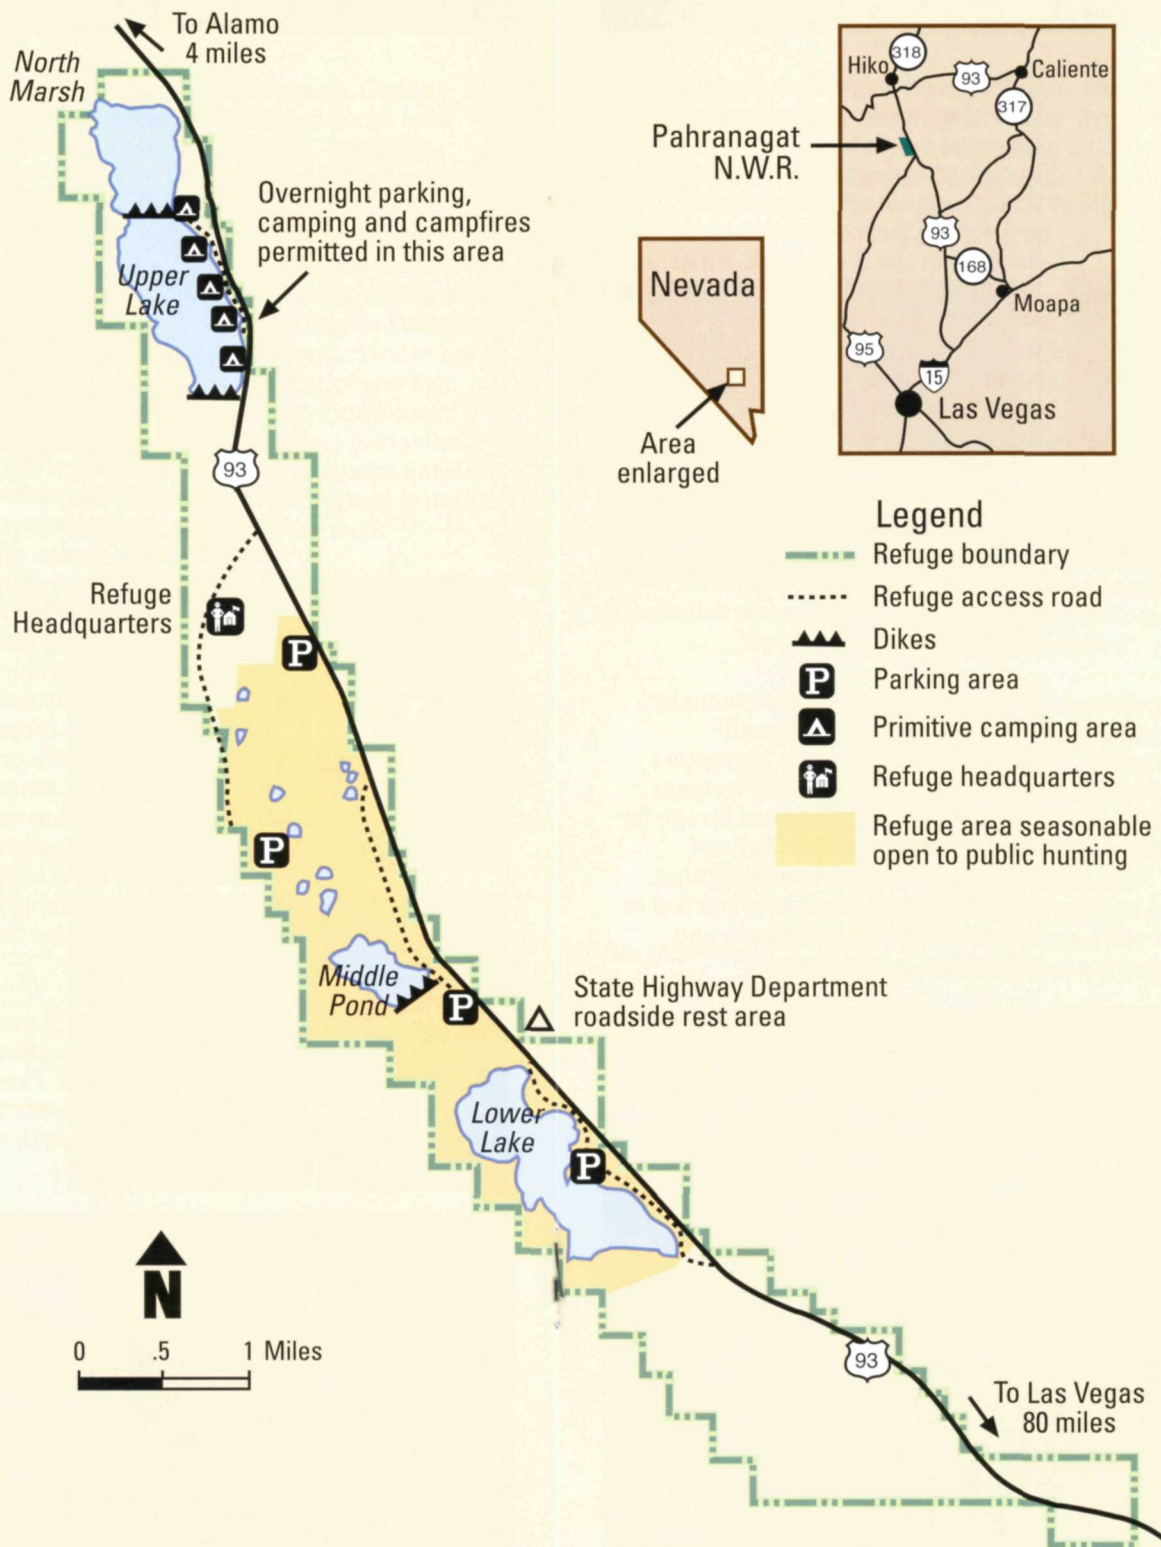 To Alamo
4 miles
North
Marsh
Overnight parking,
camping and campfires
permitted in this area
Upper
Lake
93
Refuge
Headquarters
P
P
Middle
Pond
P
State Highway Department
roadside rest area
Lower
Lake
P
N
0 .5 1 Miles
93
To Las Vegas
80 miles
Pahranagat
N.W.R.
318
Hiko
93
Caliente
317
93
168
Moapa
95
15
Las Vegas
Nevada
Area
enlarged
Legend
Refuge boundary
Refuge access road
Dikes
P Parking area
Primitive camping area
Refuge headquarters
Refuge area seasonable
open to public hunting